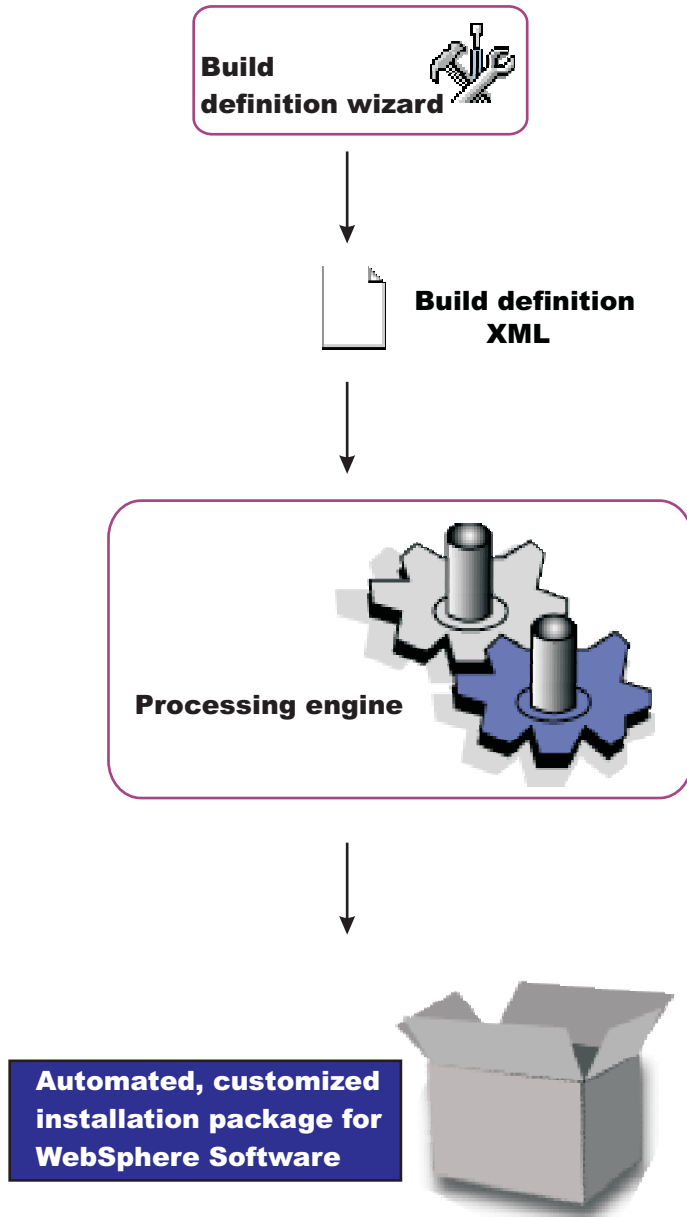 Build
definition wizard
Build definition
XML
Processing engine
Automated, customized
installation package for
WebSphere Software